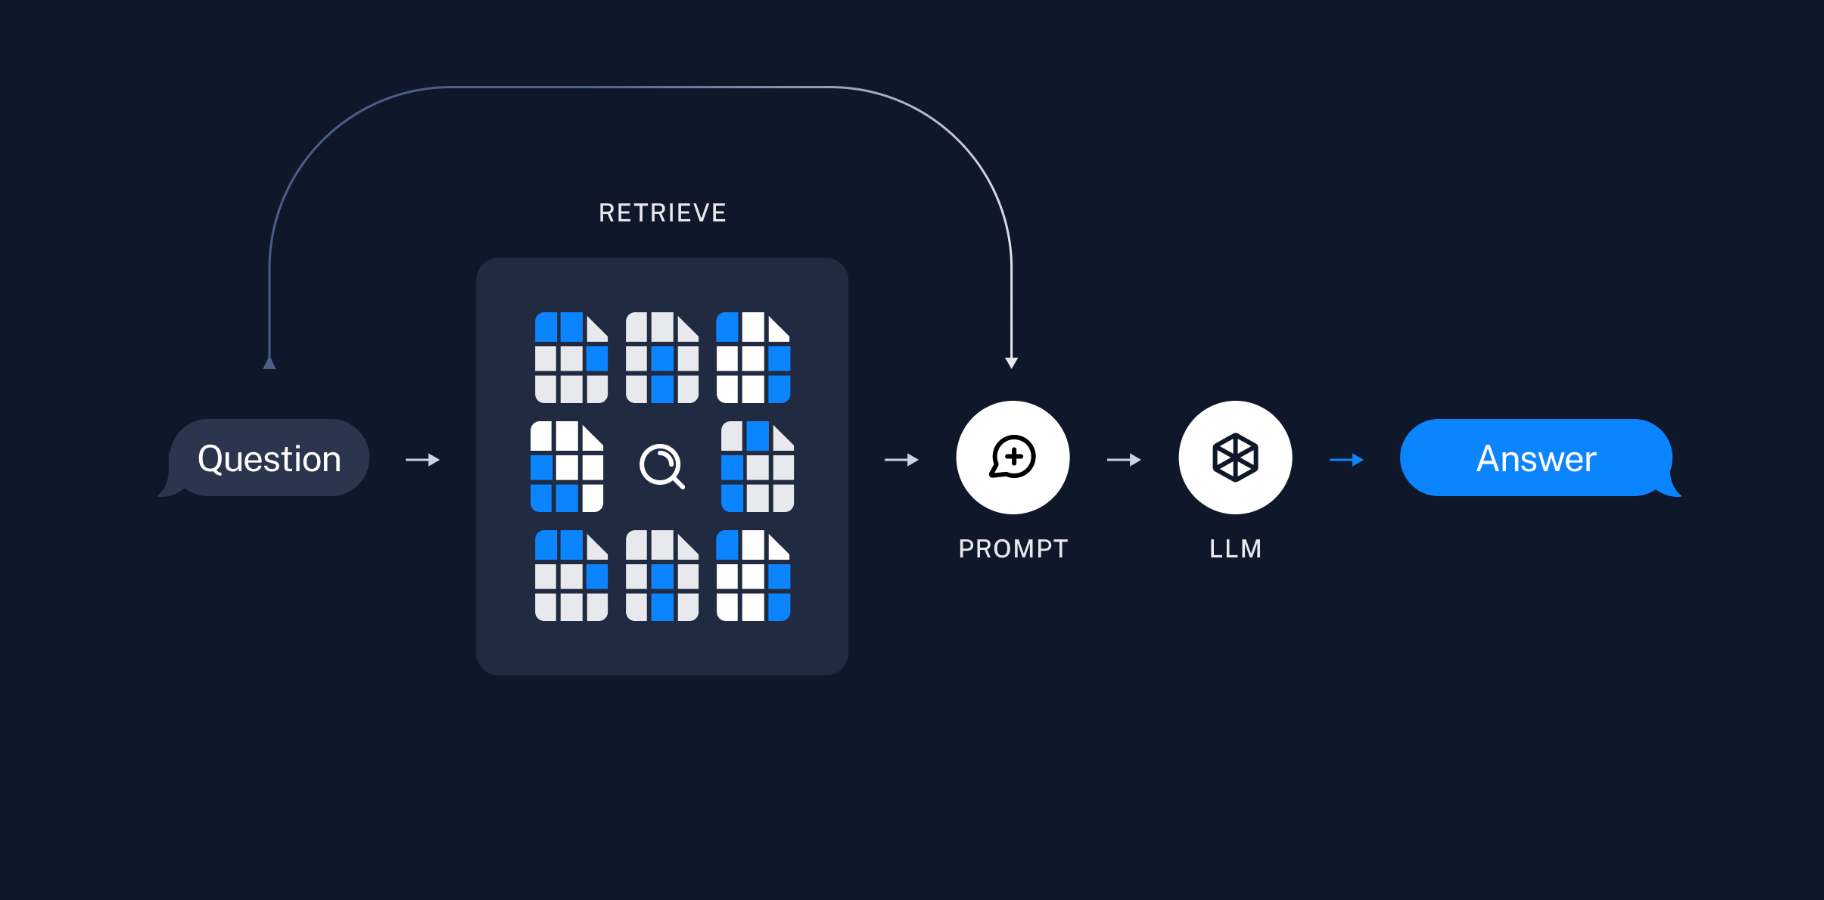 RETRIEVE
Question
Answer
PROMPT
LLM